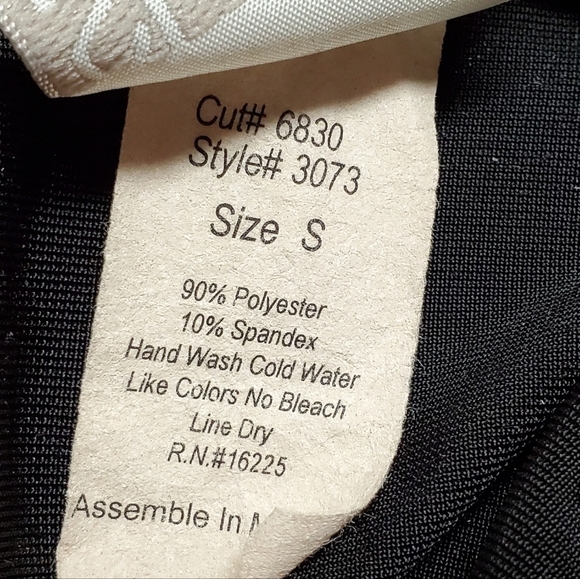 Cut# 6830
Style# 3073
Size S
90% Polyester
10% Spandex
Hand Wash Cold Water
Like Colors No Bleach
Line Dry
R.N.#16225
Assemble In